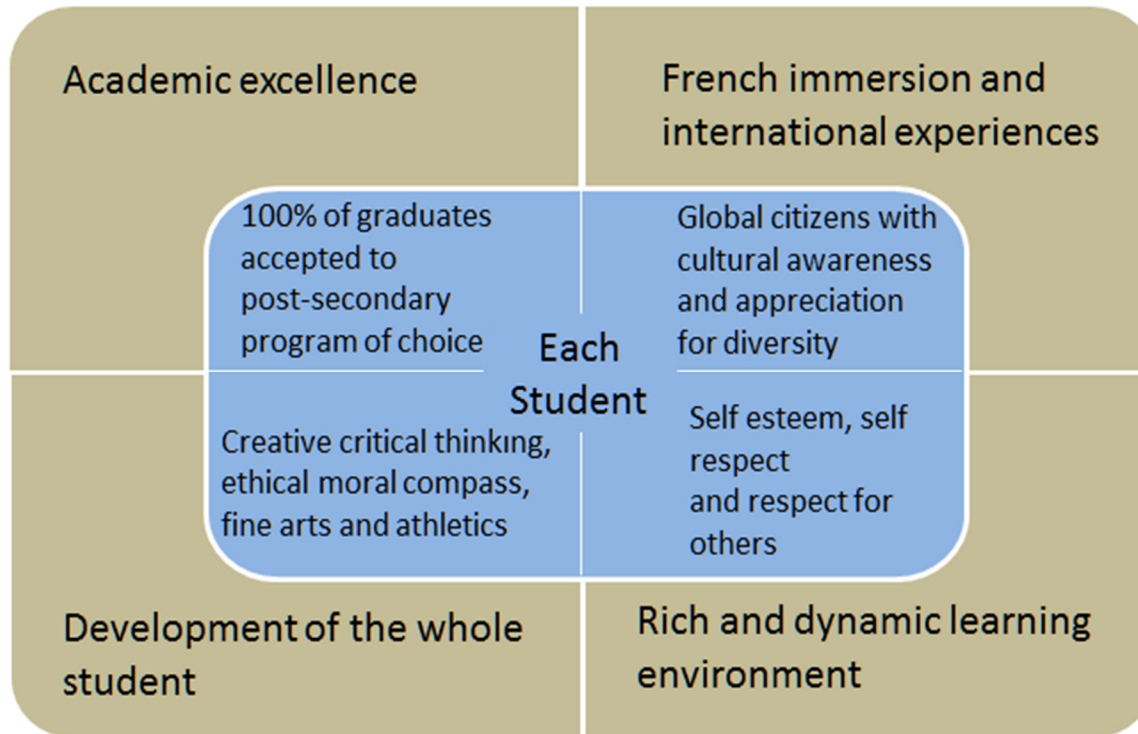 Academic excellence
French immersion and
international experiences
100% of graduates
accepted to
post-secondary
program of choice
Global citizens with
cultural awareness
and appreciation
for diversity
Each
Student
Creative critical thinking,
ethical moral compass,
fine arts and athletics
Self esteem, self
respect
and respect for
others
Development of the whole
student
Rich and dynamic learning
environment